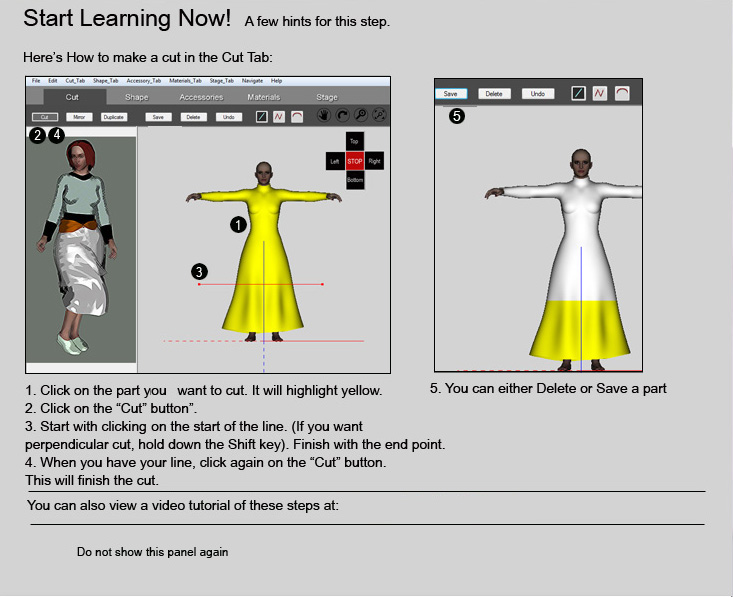 Start Learning Now! A few hints for this step.
Here's How to make a cut in the Cut Tab:
File Edit Cut_Tab Shape_Tab Accessory_Tab Materials_Tab Stage_Tab Navigate Help
Cut Shape Accessories Materials Stage
Cut Mirror Duplicate Save Delete Undo
2 4
Top
Left STOP Right
Bottom
1
3
Save Delete Undo
5
1. Click on the part you want to cut. It will highlight yellow.
2. Click on the “Cut” button”.
3. Start with clicking on the start of the line. (If you want
perpendicular cut, hold down the Shift key). Finish with the end point.
4. When you have your line, click again on the “Cut” button.
This will finish the cut.
5. You can either Delete or Save a part
You can also view a video tutorial of these steps at:
Do not show this panel again